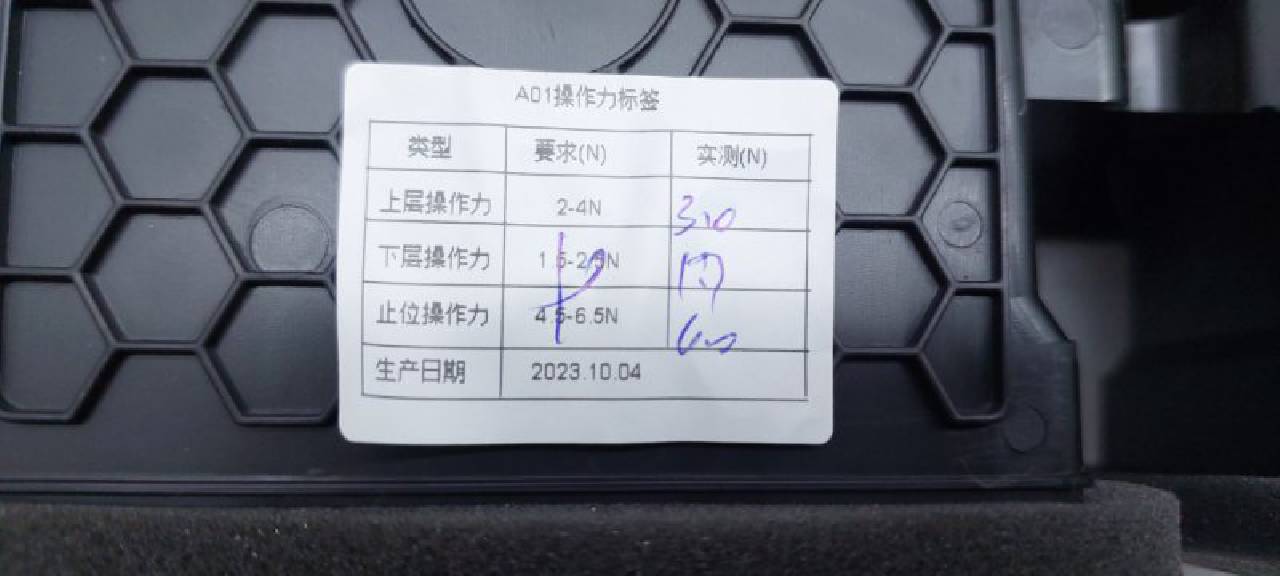 A01操作力标签
类型 要求(N) 实测(N)
上层操作力 2-4N 3.0
下层操作力 1.5-2.5N
止位操作力 4.5-6.5N
生产日期 2023.10.04